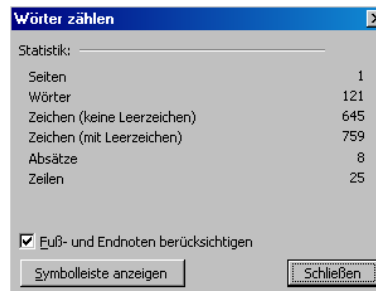 Wörter zählen
Statistik:
Seiten 1
Wörter 121
Zeichen (keine Leerzeichen) 645
Zeichen (mit Leerzeichen) 759
Absätze 8
Zeilen 25
Fuß- und Endnoten berücksichtigen
Symbolleiste anzeigen Schließen